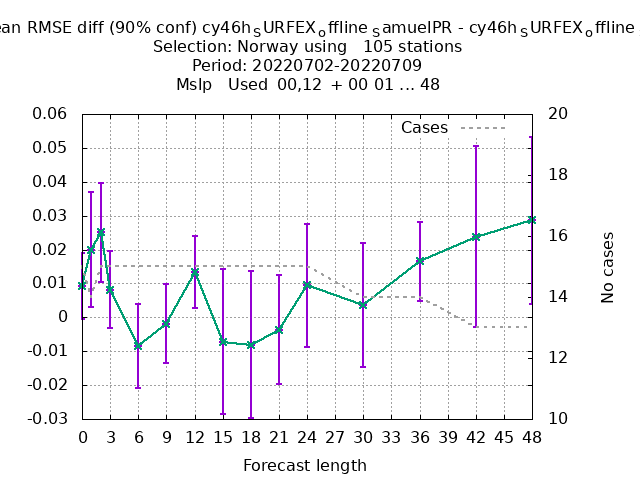 ean RMSE diff (90% conf) cy46h_SURFEX_offline_SamuelPR - cy46h_SURFEX_offline
Selection: Norway using 105 stations
Period: 20220702-20220709
Mslp Used 00,12 + 00 01 ... 48
Cases
0.06
0.05
0.04
0.03
0.02
0.01
0
-0.01
-0.02
-0.03
20
18
16
14
12
10
No cases
0 3 6 9 12 15 18 21 24 27 30 33 36 39 42 45 48
Forecast length